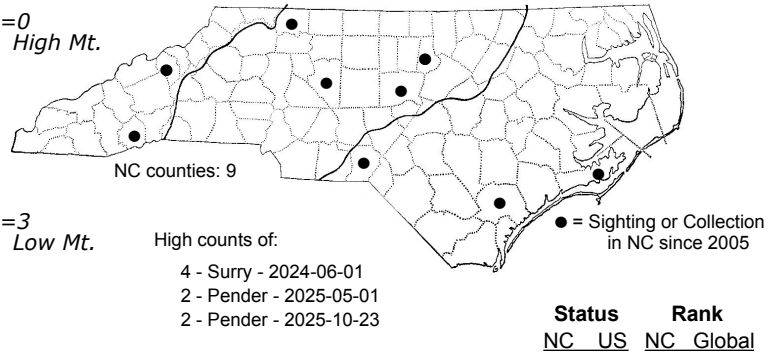 =0
High Mt.
NC counties: 9
=3
Low Mt.
High counts of:
4 - Surry - 2024-06-01
2 - Pender - 2025-05-01
2 - Pender - 2025-10-23
● = Sighting or Collection
in NC since 2005
Status Rank
NC US NC Global